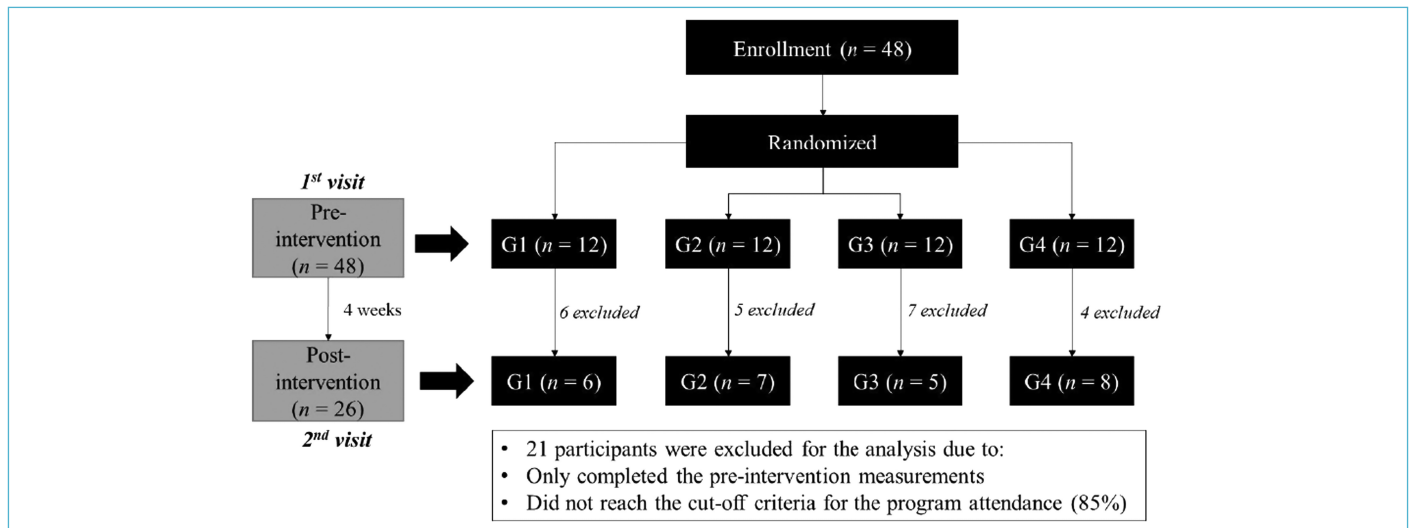 Enrollment (n = 48)
Randomized
1st visit
Pre-
intervention
(n = 48)
G1 (n = 12)
G2 (n = 12)
G3 (n = 12)
G4 (n = 12)
4 weeks
6 excluded
5 excluded
7 excluded
4 excluded
Post-
intervention
(n = 26)
2nd visit
G1 (n = 6)
G2 (n = 7)
G3 (n = 5)
G4 (n = 8)
• 21 participants were excluded for the analysis due to:
• Only completed the pre-intervention measurements
• Did not reach the cut-off criteria for the program attendance (85%)